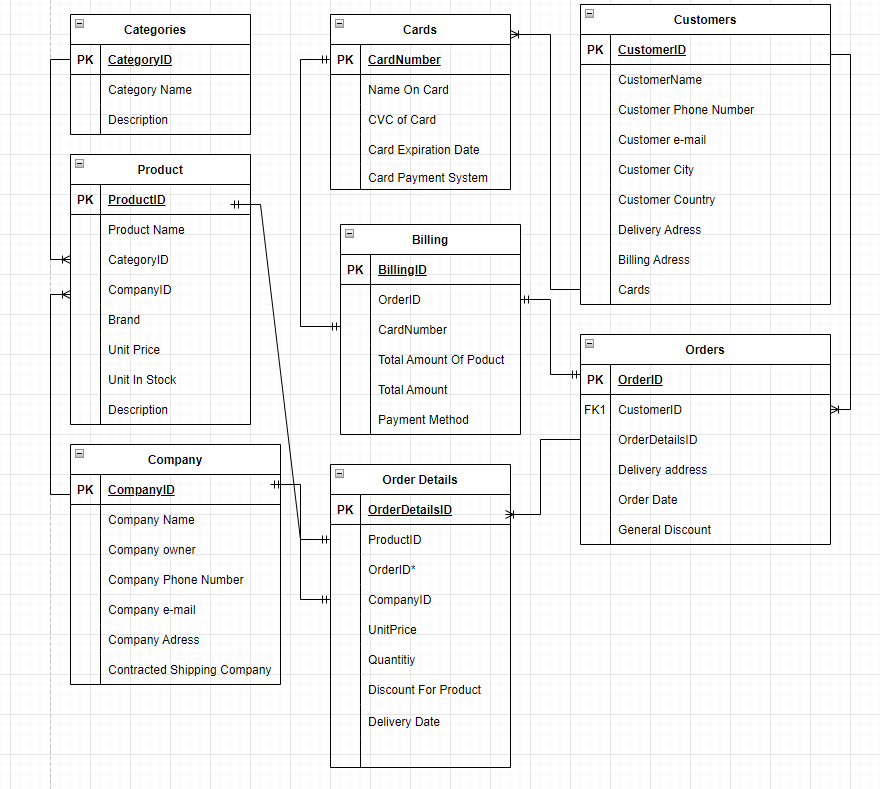 Categories
PK CategoryID
Category Name
Description
Product
PK ProductID
Product Name
CategoryID
CompanyID
Brand
Unit Price
Unit In Stock
Description
Company
PK CompanyID
Company Name
Company owner
Company Phone Number
Company e-mail
Company Adress
Contracted Shipping Company
Cards
PK CardNumber
Name On Card
CVC of Card
Card Expiration Date
Card Payment System
Billing
PK BillingID
OrderID
CardNumber
Total Amount Of Poduct
Total Amount
Payment Method
Order Details
PK OrderDetailsID
ProductID
OrderID*
CompanyID
UnitPrice
Quantitiy
Discount For Product
Delivery Date
Customers
PK CustomerID
CustomerName
Customer Phone Number
Customer e-mail
Customer City
Customer Country
Delivery Adress
Billing Adress
Cards
Orders
PK OrderID
FK1 CustomerID
OrderDetailsID
Delivery address
Order Date
General Discount